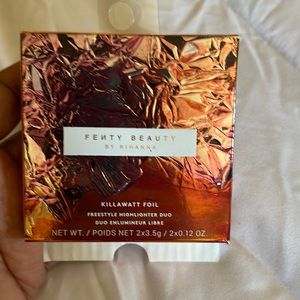 FEИTY BEAUTY
BY RIHANNA
KILLAWATT FOIL
FREESTYLE HIGHLIGHTER DUO
DUO ENLUMINEUR LIBRE
NET WT. / POIDS NET 2x3.5g / 2x0.12 OZ.